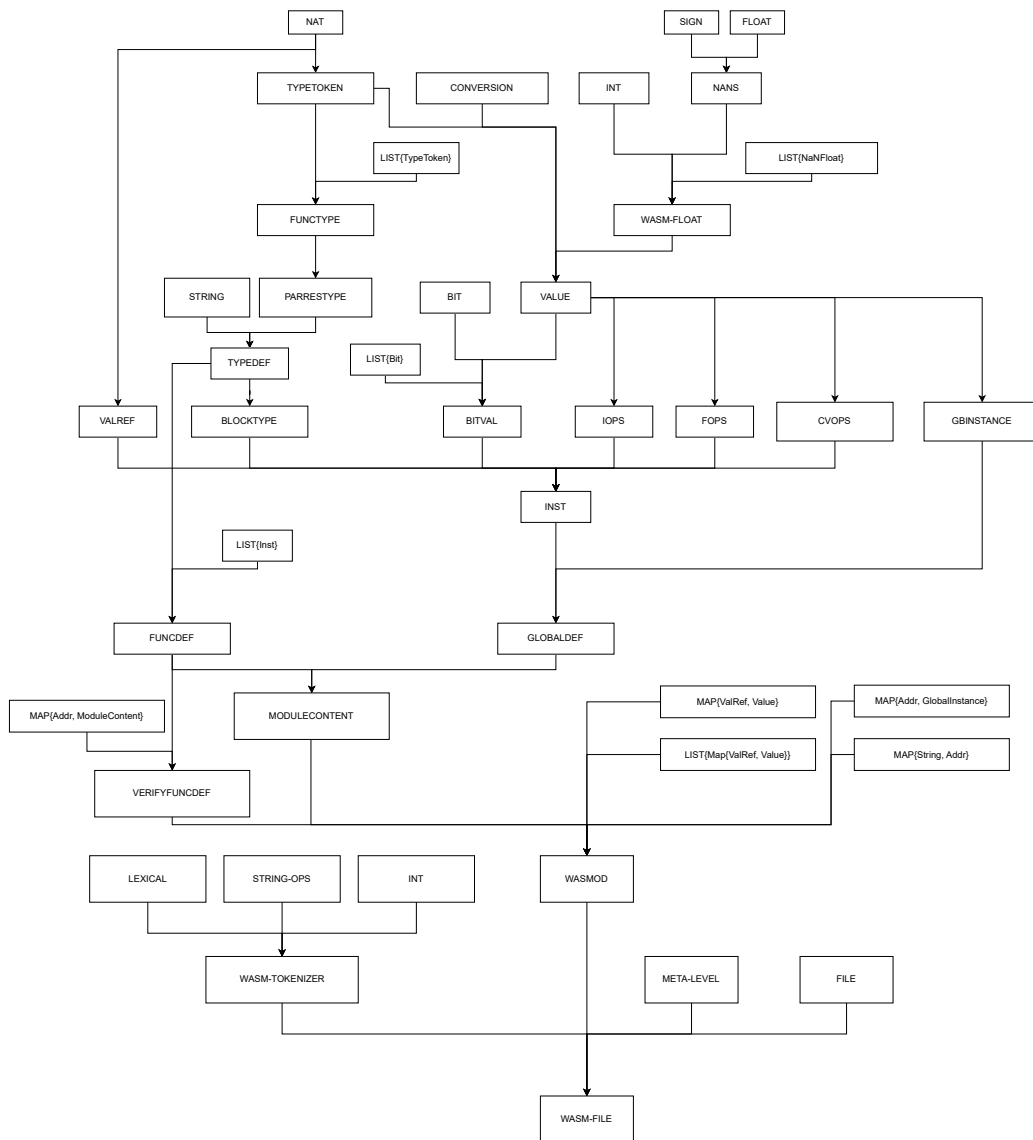 NAT
SIGN
FLOAT
TYPETOKEN
CONVERSION
INT
NANS
LIST{TypeToken}
LIST{NaNFloat}
FUNCTYPE
WASM-FLOAT
STRING
PARRESTYPE
BIT
VALUE
TYPEDEF
LIST{Bit}
VALREF
BLOCKTYPE
BITVAL
IOPS
FOPS
CVOPS
GBINSTANCE
INST
LIST{Inst}
FUNCDEF
GLOBALDEF
MAP{Addr, ModuleContent}
MODULECONTENT
MAP{ValRef, Value}
MAP{Addr, GlobalInstance}
LIST{Map{ValRef, Value}}
MAP{String, Addr}
VERIFYFUNCDEF
LEXICAL
STRING-OPS
INT
WASMOD
WASM-TOKENIZER
META-LEVEL
FILE
WASM-FILE